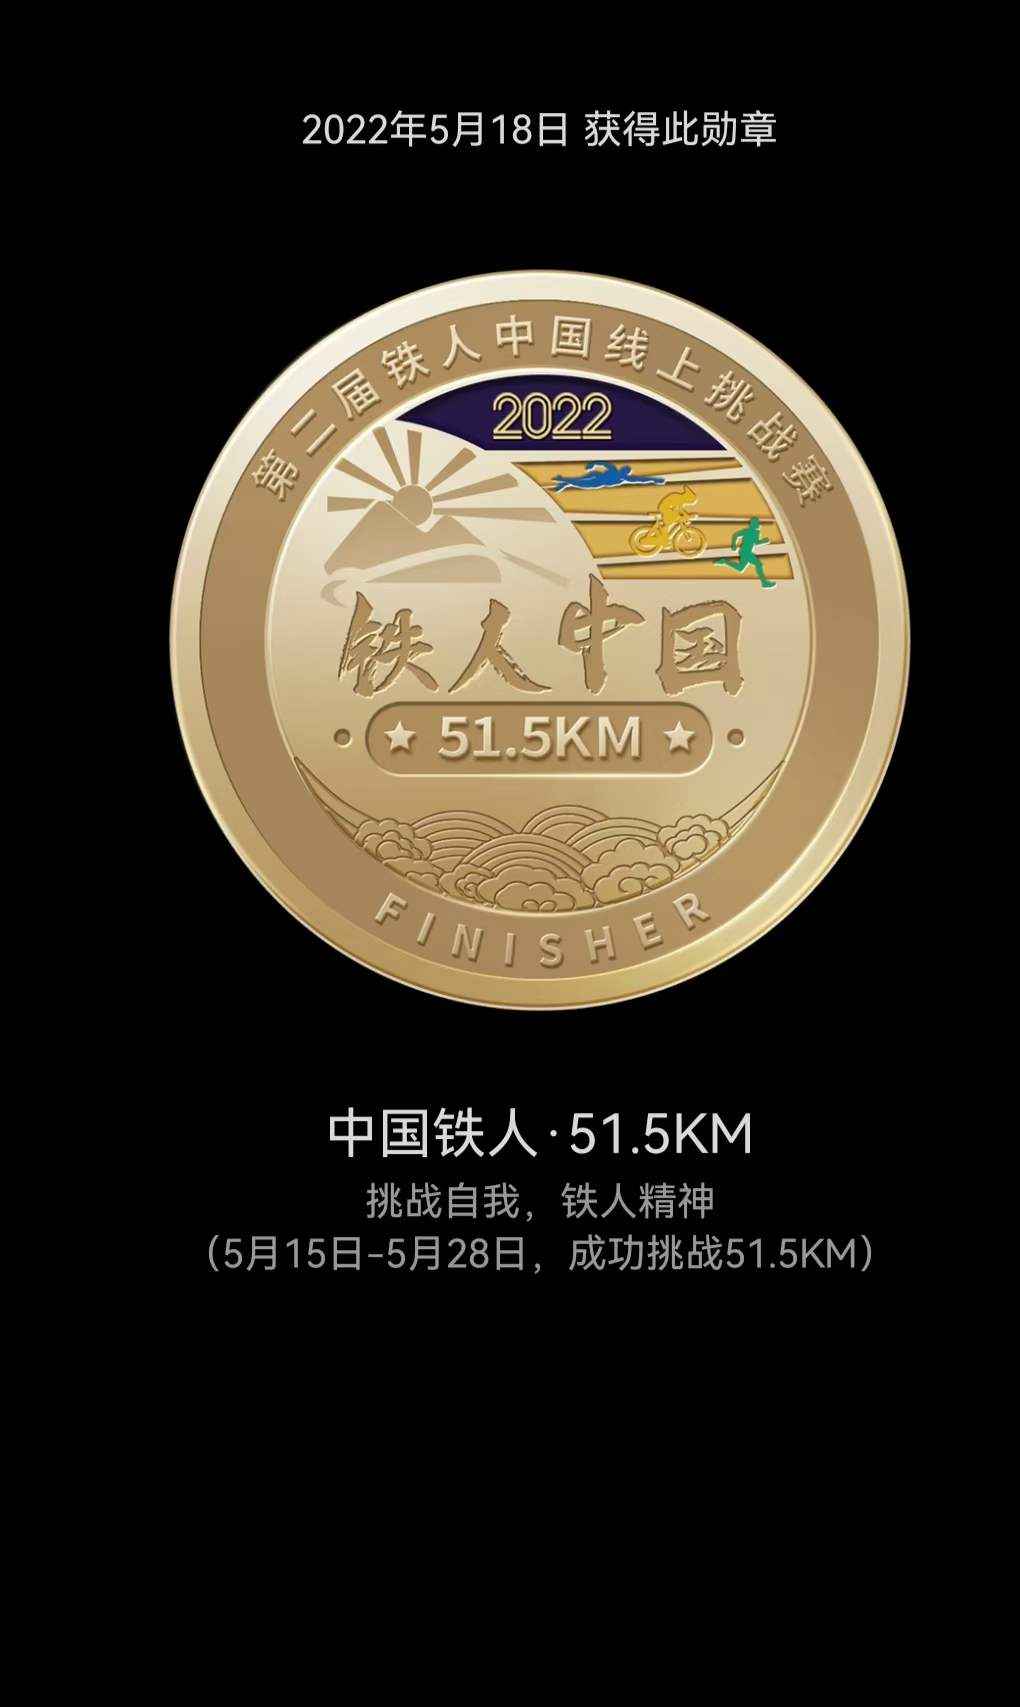 2022年5月18日 获得此勋章
第二届铁人中国线上挑战赛
2022
铁人中国
51.5KM
FINISHER
中国铁人·51.5KM
挑战自我，铁人精神
（5月15日-5月28日，成功挑战51.5KM）